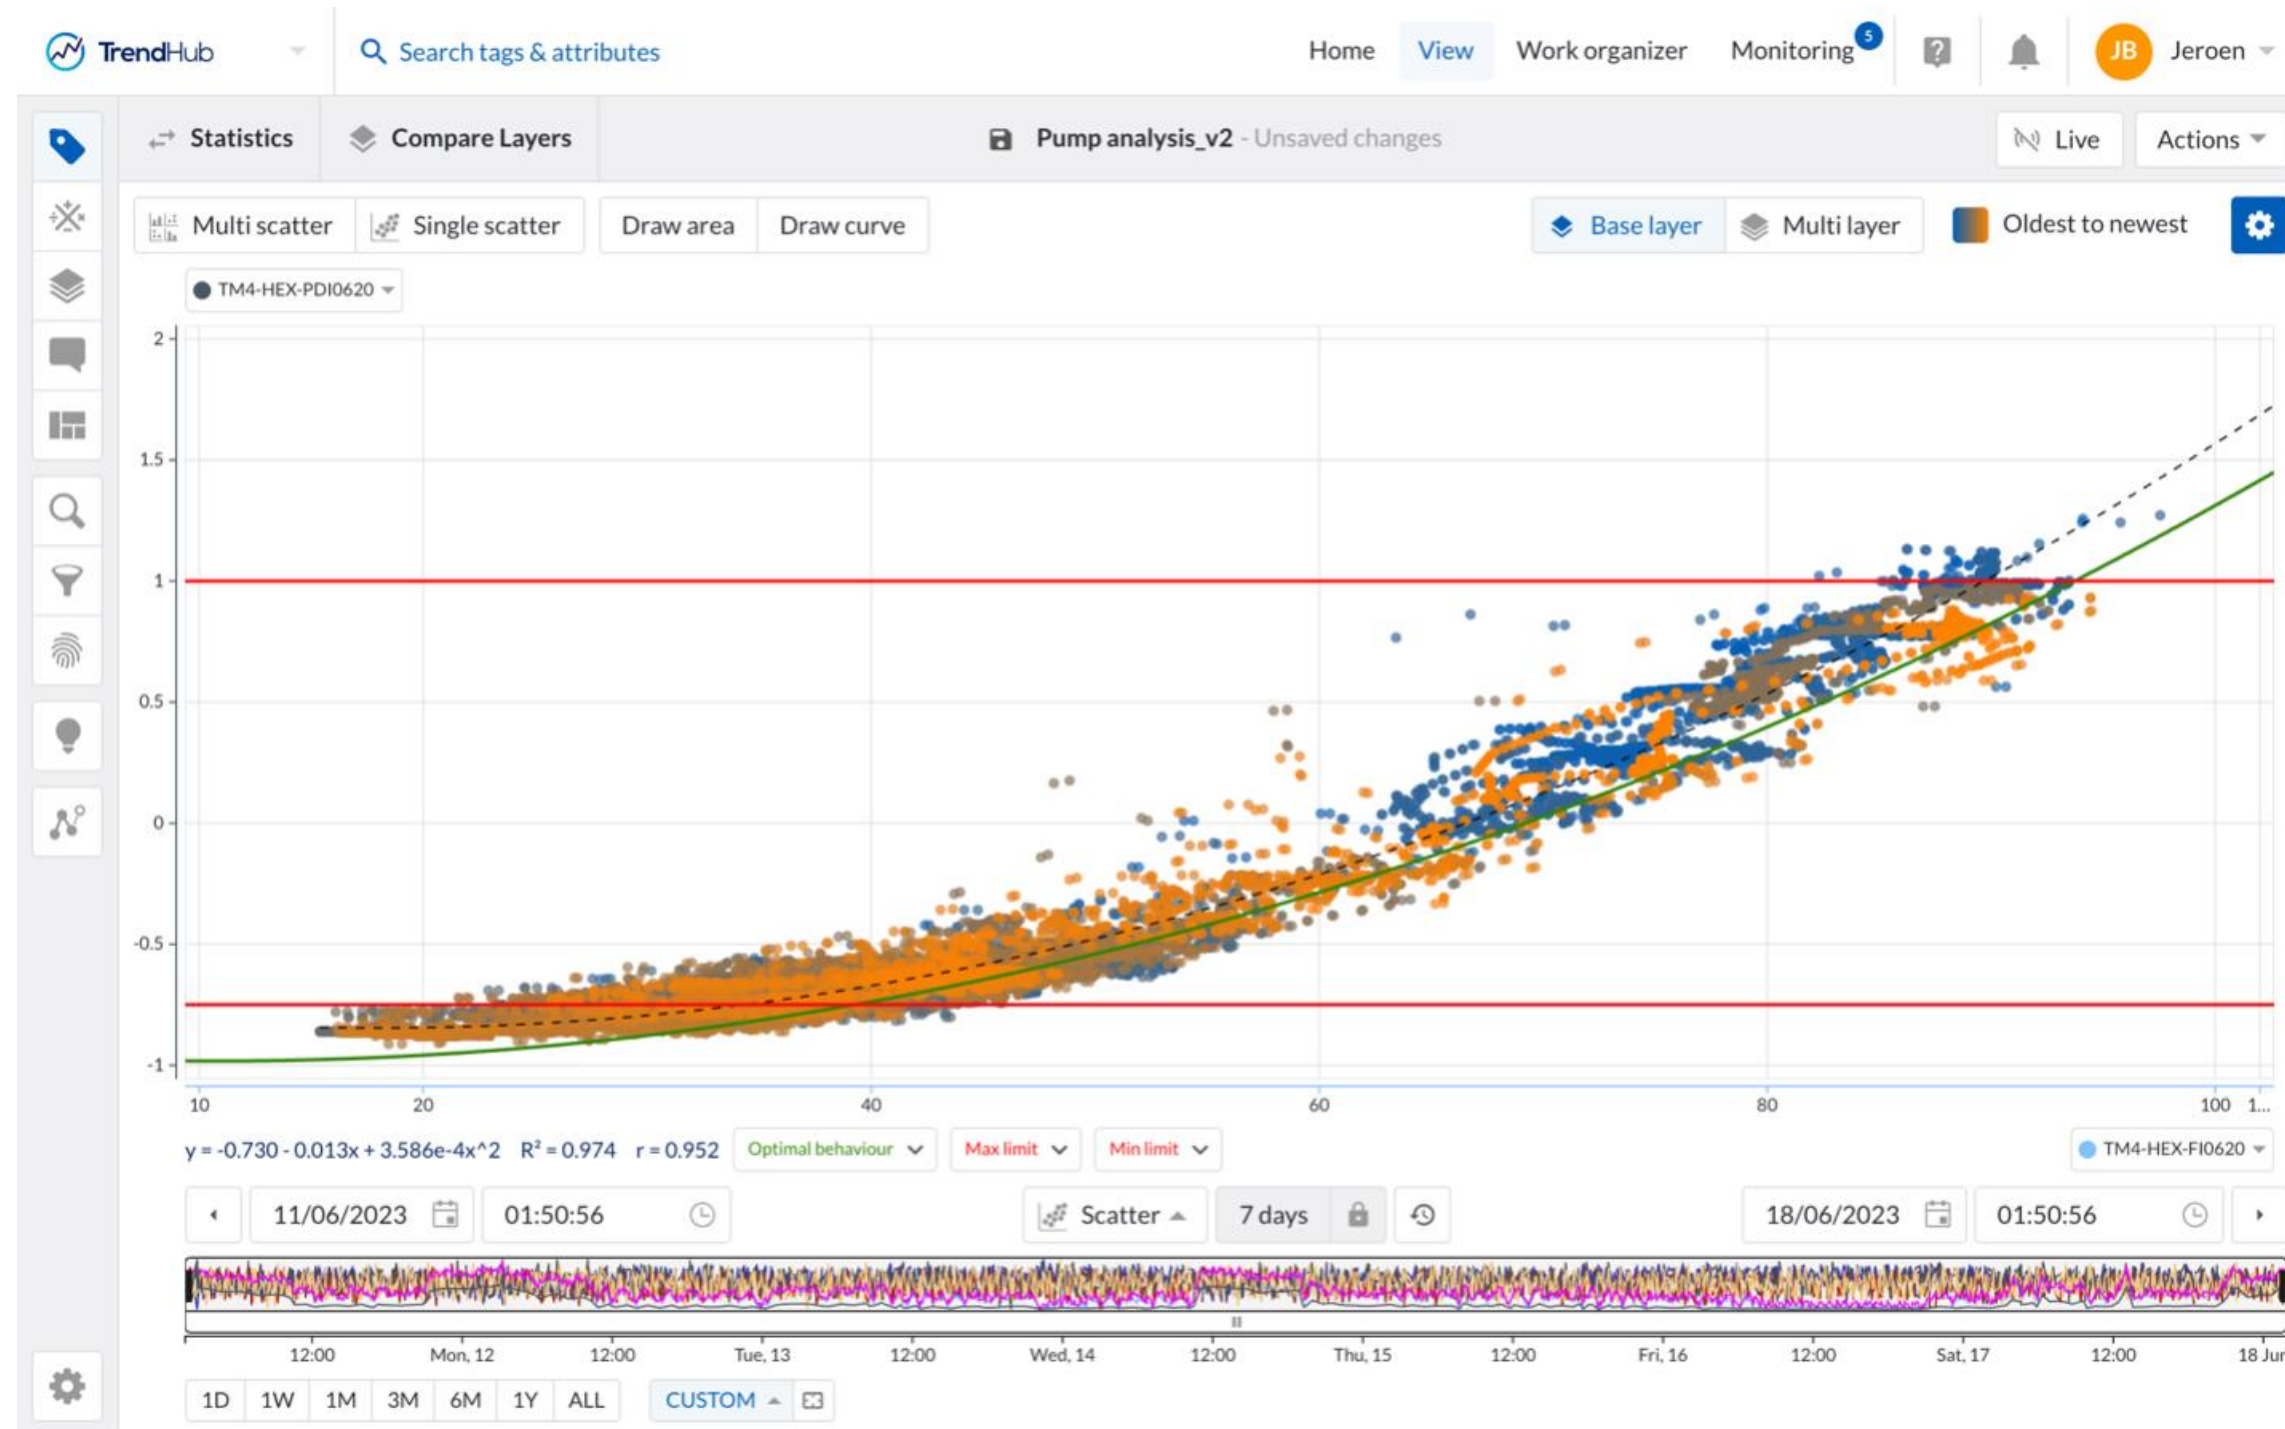 TrendHub Search tags & attributes Home View Work organizer Monitoring 5 JB Jeroen
Statistics Compare Layers Pump analysis_v2 - Unsaved changes Live Actions
Multi scatter Single scatter Draw area Draw curve Base layer Multi layer Oldest to newest
TM4-HEX-PDI0620
2
1.5
1
0.5
0
-0.5
-1
10 20 40 60 80 100 1...
y = -0.730 - 0.013x + 3.586e-4x^2 R² = 0.974 r = 0.952 Optimal behaviour Max limit Min limit TM4-HEX-FI0620
11/06/2023 01:50:56 Scatter 7 days 18/06/2023 01:50:56
12:00 Mon, 12 12:00 Tue, 13 12:00 Wed, 14 12:00 Thu, 15 12:00 Fri, 16 12:00 Sat, 17 12:00 18 Jun
1D 1W 1M 3M 6M 1Y ALL CUSTOM